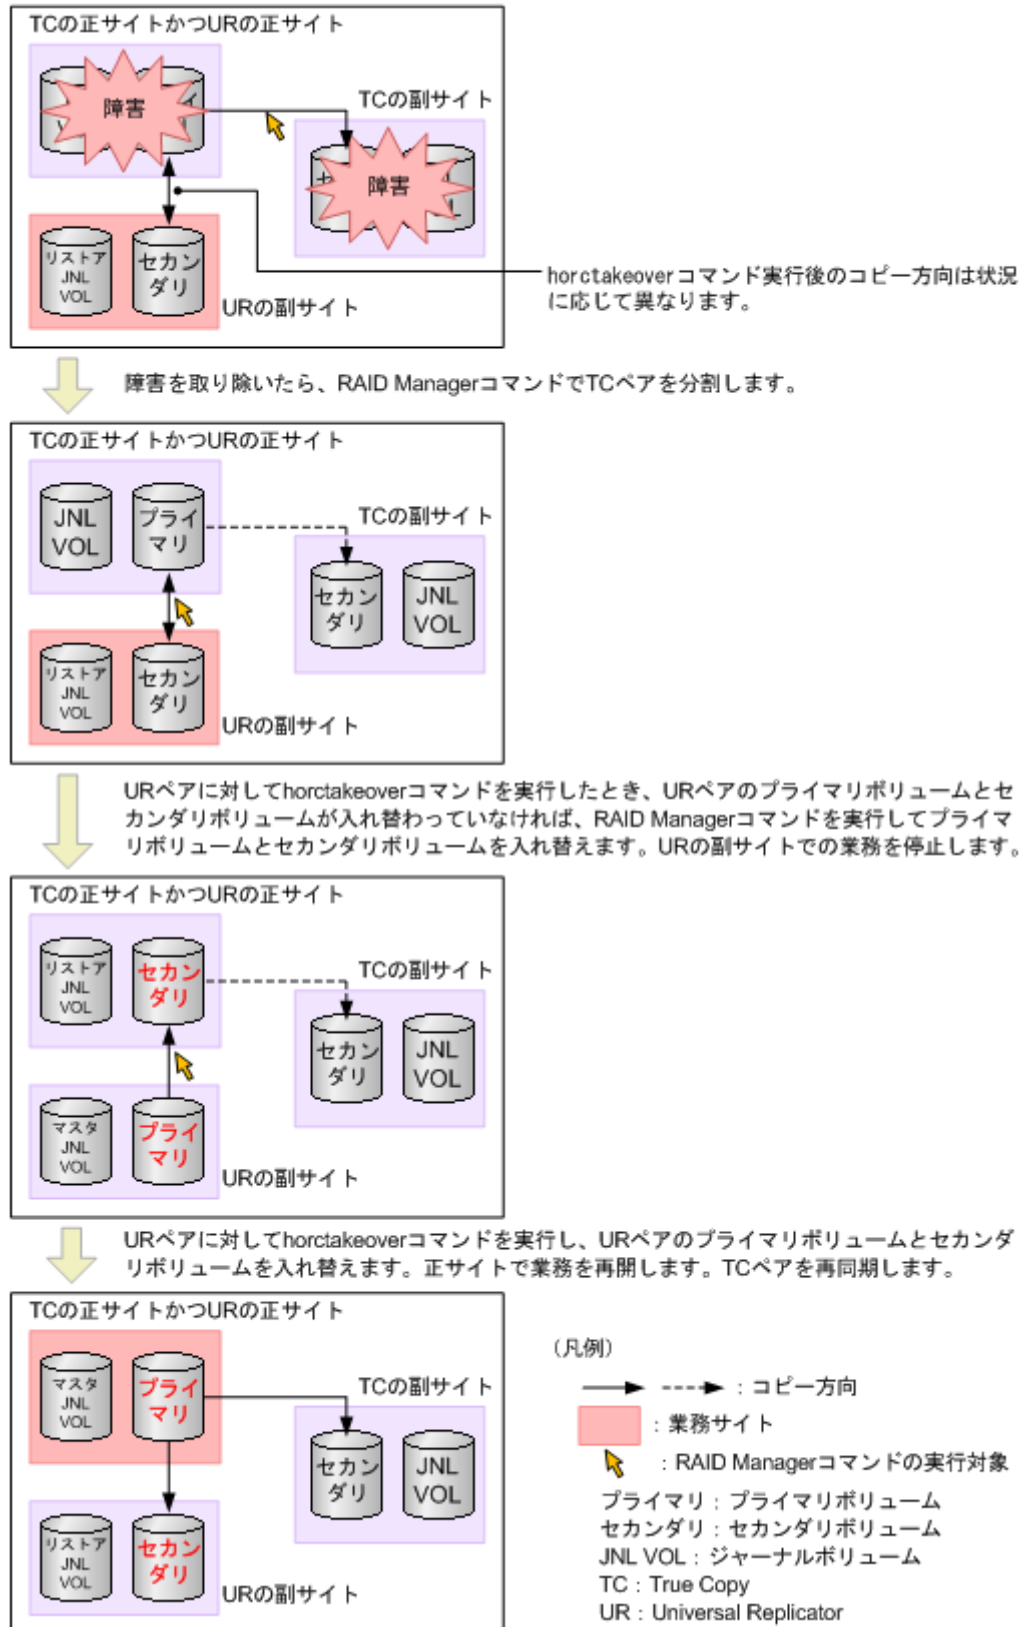 TCの正サイトかつURの正サイト
障害
TCの副サイト
障害
リストア
JNL
VOL
セカン
ダリ
URの副サイト
horctakeoverコマンド実行後のコピー方向は状況
に応じて異なります。
障害を取り除いたら、RAID ManagerコマンドでTCペアを分割します。
TCの正サイトかつURの正サイト
JNL
VOL
プライ
マリ
TCの副サイト
セカン
ダリ
JNL
VOL
リストア
JNL
VOL
セカン
ダリ
URの副サイト
URペアに対してhorctakeoverコマンドを実行したとき、URペアのプライマリボリュームとセ
カンダリボリュームが入れ替わっていなければ、RAID Managerコマンドを実行してプライマ
リボリュームとセカンダリボリュームを入れ替えます。URの副サイトでの業務を停止します。
TCの正サイトかつURの正サイト
リストア
JNL
VOL
セカン
ダリ
TCの副サイト
セカン
ダリ
JNL
VOL
マスタ
JNL
VOL
プライ
マリ
URの副サイト
URペアに対してhorctakeoverコマンドを実行し、URペアのプライマリボリュームとセカンダ
リボリュームを入れ替えます。正サイトで業務を再開します。TCペアを再同期します。
TCの正サイトかつURの正サイト
マスタ
JNL
VOL
プライ
マリ
TCの副サイト
セカン
ダリ
JNL
VOL
リストア
JNL
VOL
セカン
ダリ
URの副サイト
（凡例）
：コピー方向
：業務サイト
：RAID Managerコマンドの実行対象
プライマリ：プライマリボリューム
セカンダリ：セカンダリボリューム
JNL VOL：ジャーナルボリューム
TC：True Copy
UR：Universal Replicator